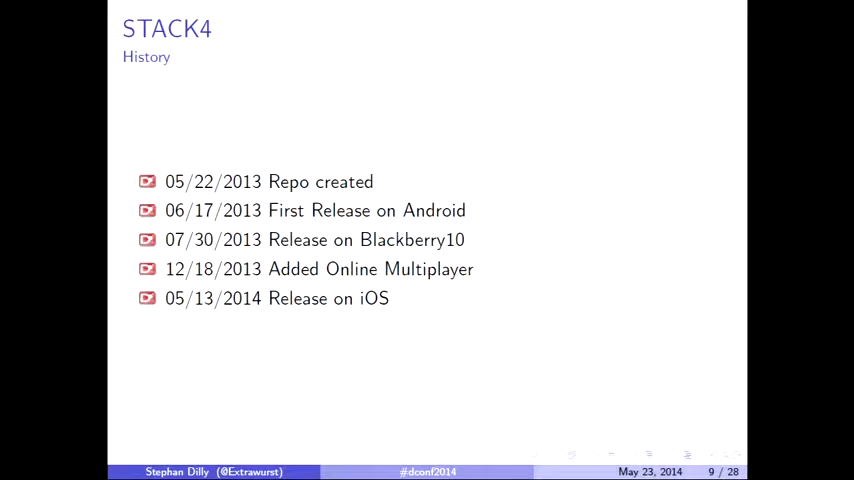 STACK4
History
05/22/2013 Repo created
06/17/2013 First Release on Android
07/30/2013 Release on Blackberry10
12/18/2013 Added Online Multiplayer
05/13/2014 Release on iOS
Stephan Dilly (@Extrawurst) #dconf2014 May 23, 2014 9 / 28